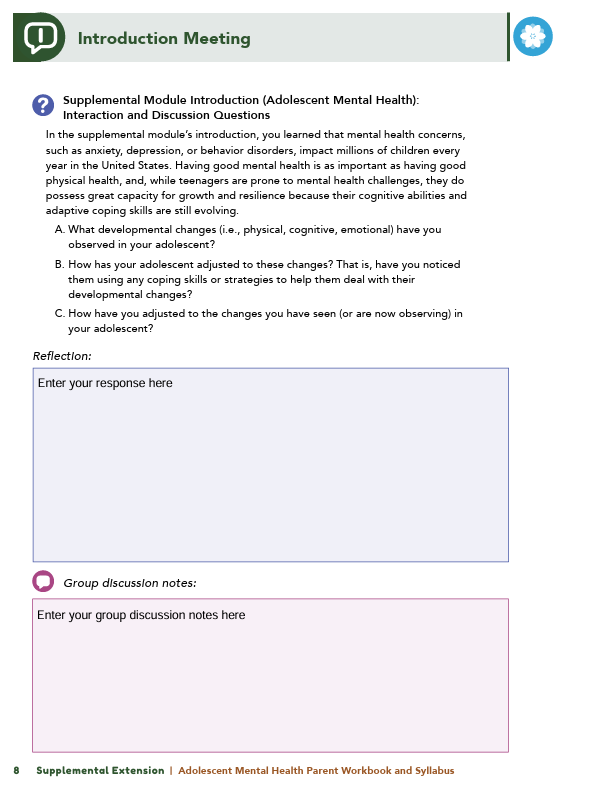 Introduction Meeting
?
Supplemental Module Introduction (Adolescent Mental Health):
Interaction and Discussion Questions
In the supplemental module’s introduction, you learned that mental health concerns,
such as anxiety, depression, or behavior disorders, impact millions of children every
year in the United States. Having good mental health is as important as having good
physical health, and, while teenagers are prone to mental health challenges, they do
possess great capacity for growth and resilience because their cognitive abilities and
adaptive coping skills are still evolving.
A. What developmental changes (i.e., physical, cognitive, emotional) have you
observed in your adolescent?
B. How has your adolescent adjusted to these changes? That is, have you noticed
them using any coping skills or strategies to help them deal with their
developmental changes?
C. How have you adjusted to the changes you have seen (or are now observing) in
your adolescent?
Reflection:
Enter your response here
Group discussion notes:
Enter your group discussion notes here
8 Supplemental Extension | Adolescent Mental Health Parent Workbook and Syllabus